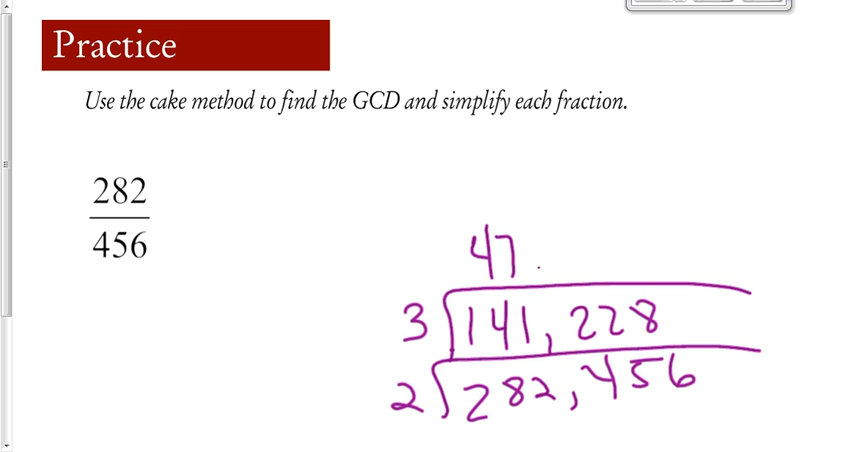 Practice
Use the cake method to find the GCD and simplify each fraction.
282
456
47
3 141, 228
2 282, 456